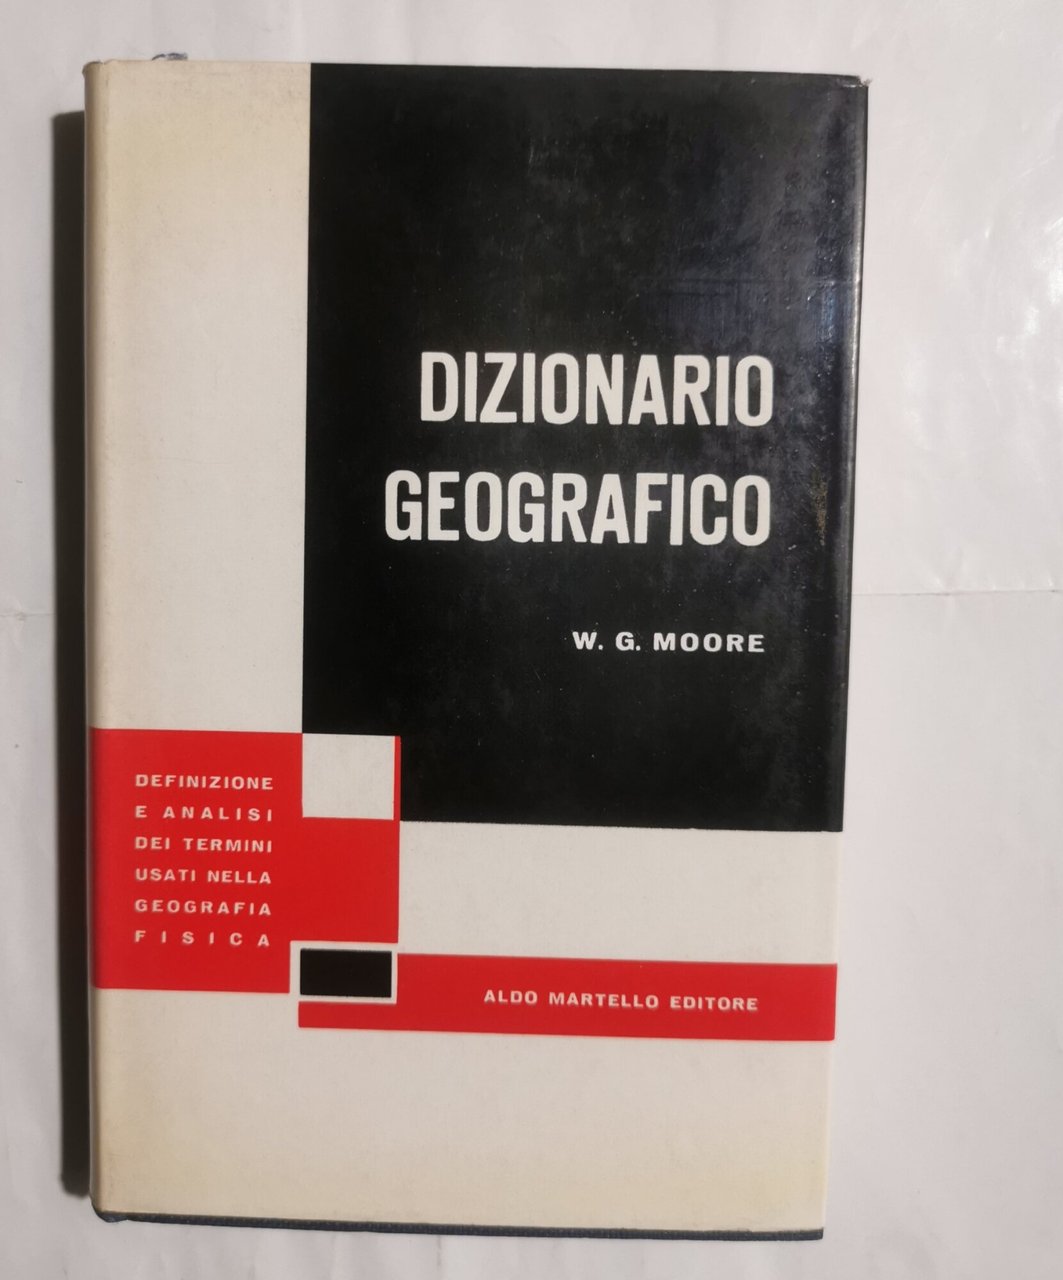 DIZIONARIO
GEOGRAFICO
W. G. MOORE
DEFINIZIONE
E ANALISI
DEI TERMINI
USATI NELLA
GEOGRAFIA
FISICA
ALDO MARTELLO EDITORE